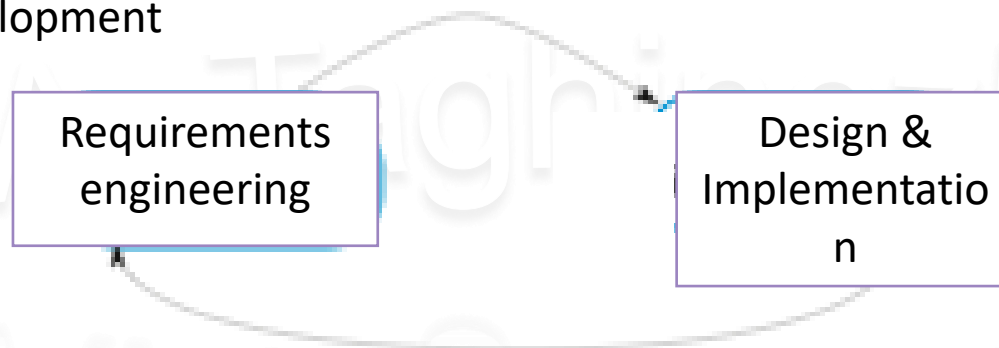 lopment
Requirements
engineering
Design &
Implementatio
n